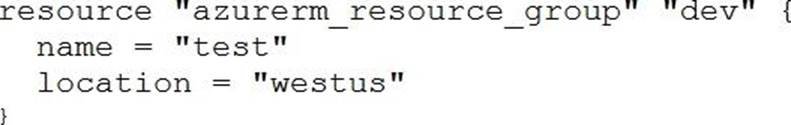 resource "azurerm_resource_group" "dev" {
  name = "test"
  location = "westus"
}